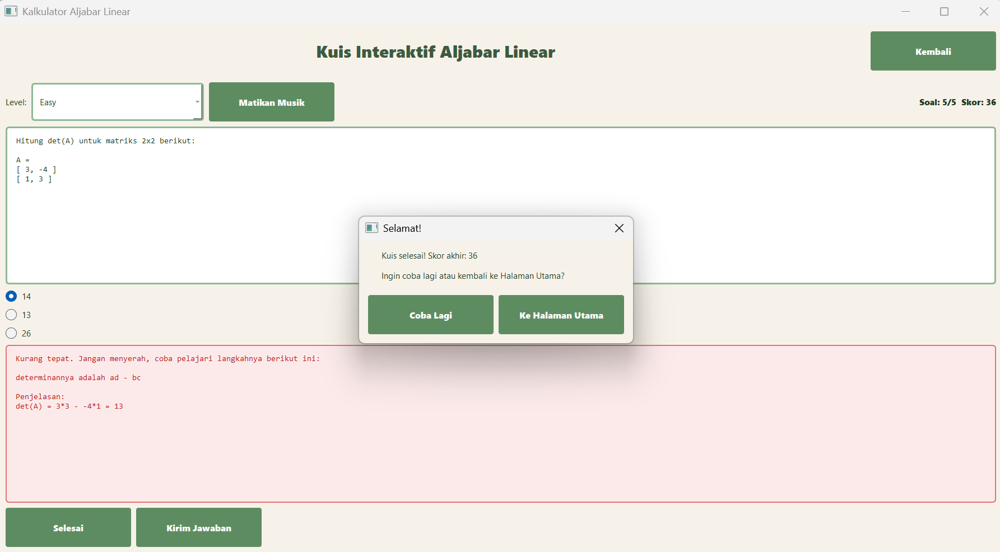 Kalkulator Aljabar Linear
Kuis Interaktif Aljabar Linear
Kembali
Level:
Easy
Matikan Musik
Soal: 5/5 Skor: 36
Hitung det(A) untuk matriks 2x2 berikut:
A =
[ 3, -4 ]
[ 1, 3 ]
Selamat!
Kuis selesai! Skor akhir: 36
Ingin coba lagi atau kembali ke Halaman Utama?
Coba Lagi
Ke Halaman Utama
14
13
26
Kurang tepat. Jangan menyerah, coba pelajari langkahnya berikut ini:
determinannya adalah ad - bc
Penjelasan:
det(A) = 3*3 - -4*1 = 13
Selesai
Kirim Jawaban